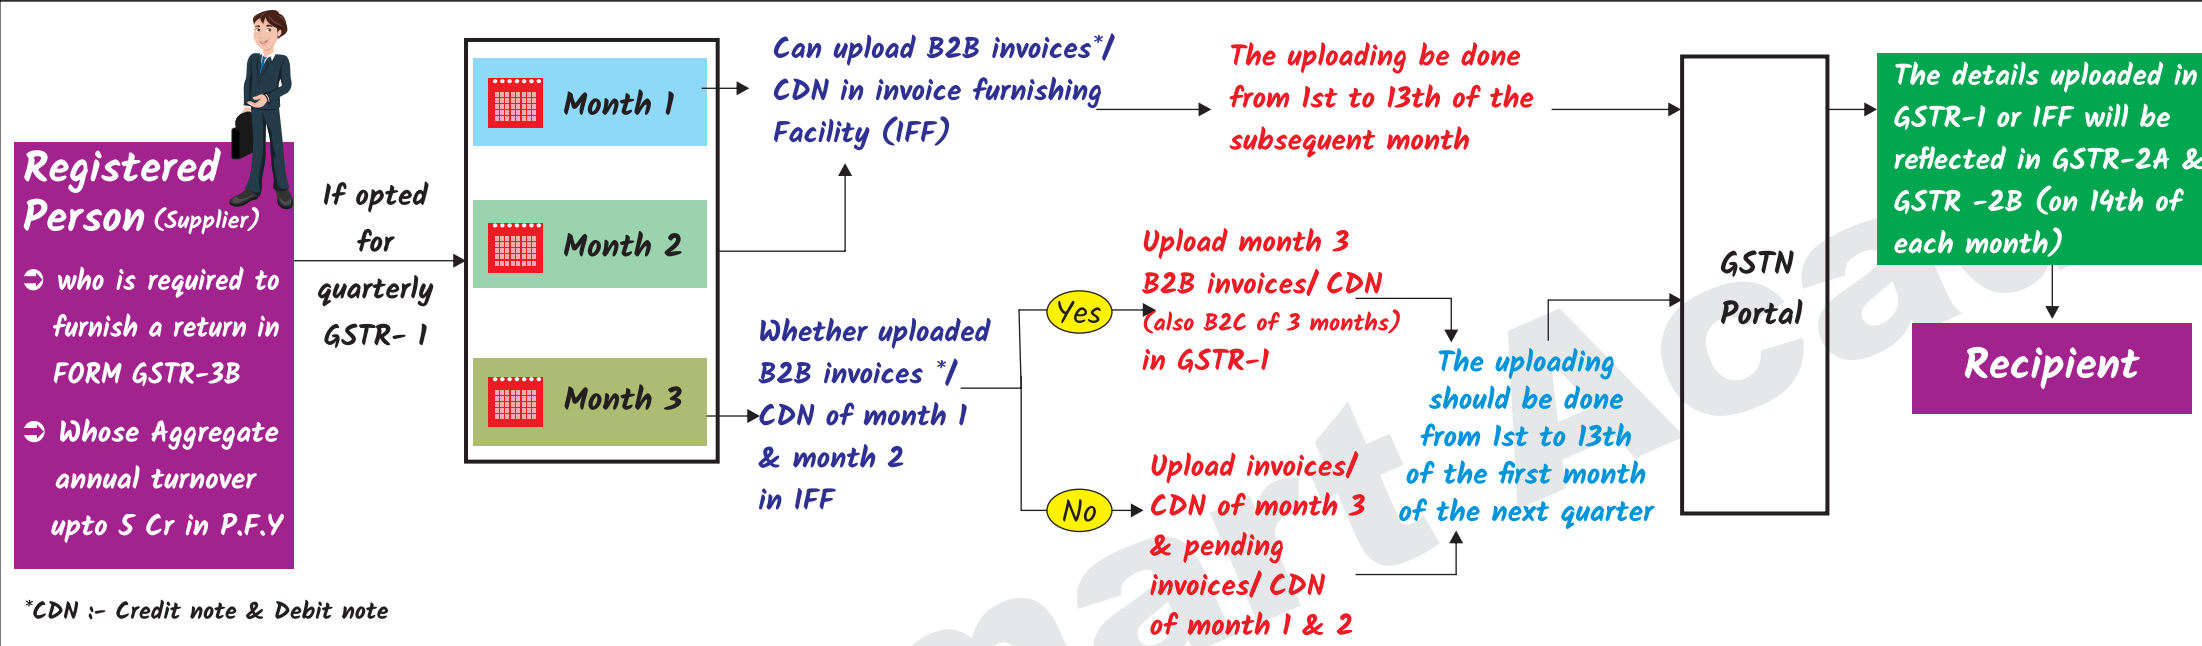 Registered
Person (Supplier)
who is required to
furnish a return in
FORM GSTR-3B
Whose Aggregate
annual turnover
upto 5 Cr in P.F.Y
*CDN :- Credit note & Debit note
If opted
for
quarterly
GSTR- 1
Month 1
Month 2
Month 3
Can upload B2B invoices*/
CDN in invoice furnishing
Facility (IFF)
The uploading be done
from 1st to 13th of the
subsequent month
Whether uploaded
B2B invoices */
CDN of month 1
& month 2
in IFF
Yes
Upload month 3
B2B invoices/ CDN
(also B2C of 3 months)
in GSTR-1
No
Upload invoices/
CDN of month 3
& pending
invoices/ CDN
of month 1 & 2
The uploading
should be done
from 1st to 13th
of the first month
of the next quarter
GSTN
Portal
The details uploaded in
GSTR-1 or IFF will be
reflected in GSTR-2A &
GSTR -2B (on 14th of
each month)
Recipient